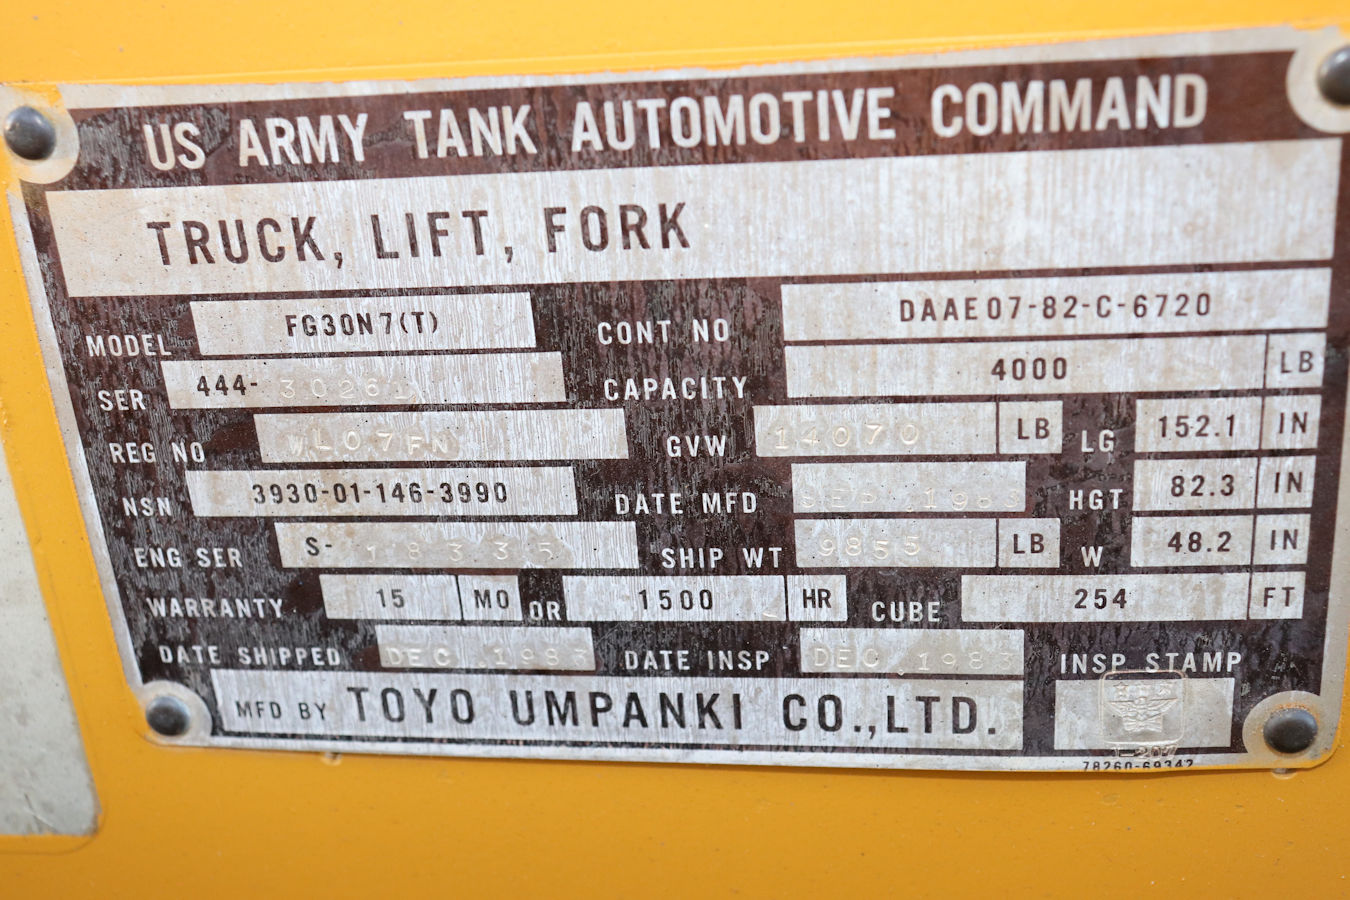 US ARMY TANK AUTOMOTIVE COMMAND
TRUCK, LIFT, FORK
MODEL FG30N7(T) CONT NO DAAE07-82-C-6720
SER 444-30261 CAPACITY 4000 LB
REG NO WL07FN GVW 14070 LB LG 152.1 IN
NSN 3930-01-146-3990 DATE MFD SEP .1983 HGT 82.3 IN
ENG SER S-18335 SHIP WT 9855 LB W 48.2 IN
WARRANTY 15 MO OR 1500 HR CUBE 254 FT
DATE SHIPPED DEC .1983 DATE INSP DEC .1983 INSP STAMP
MFD BY TOYO UMPANKI CO.,LTD.
78260-69342